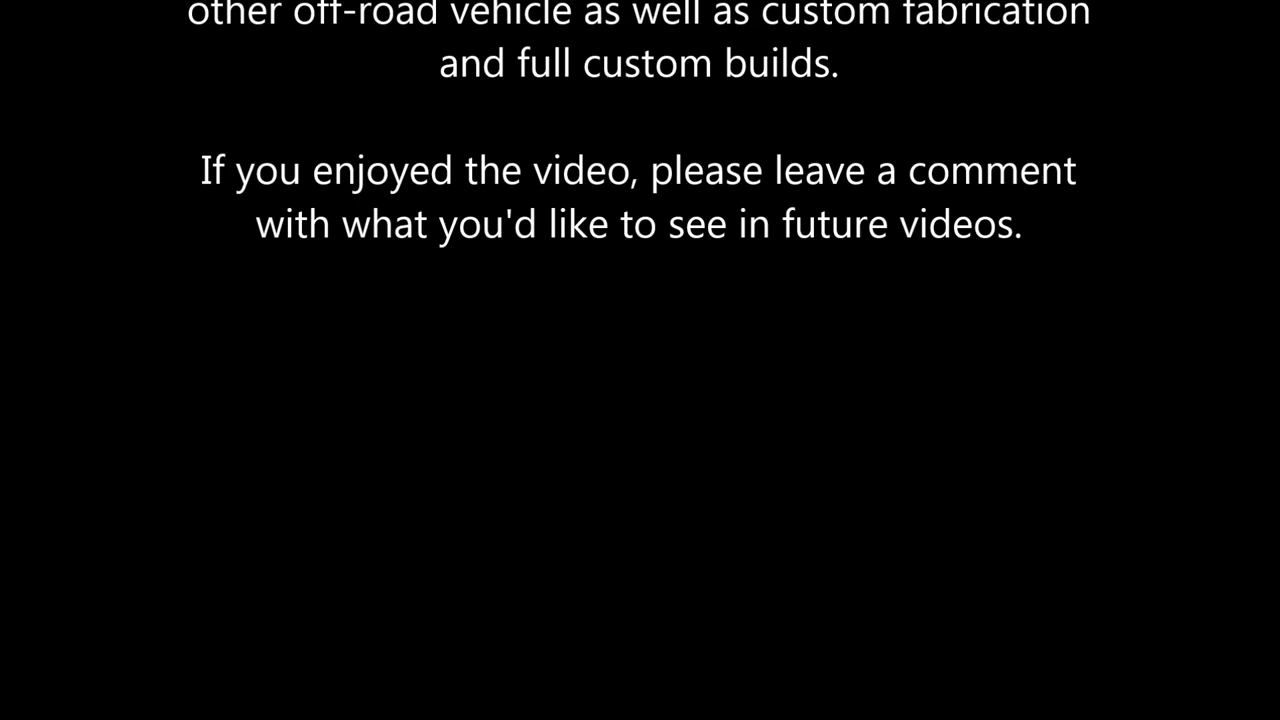 other off-road vehicle as well as custom fabrication
and full custom builds.
If you enjoyed the video, please leave a comment
with what you'd like to see in future videos.